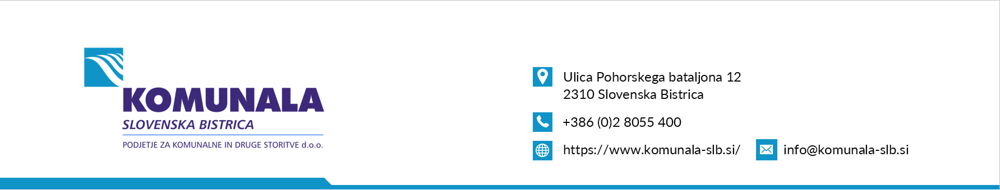 KOMUNALA
SLOVENSKA BISTRICA
PODJETJE ZA KOMUNALNE IN DRUGE STORITVE d.o.o.
Ulica Pohorskega bataljona 12
2310 Slovenska Bistrica
+386 (0)2 8055 400
https://www.komunala-slb.si/
info@komunala-slb.si